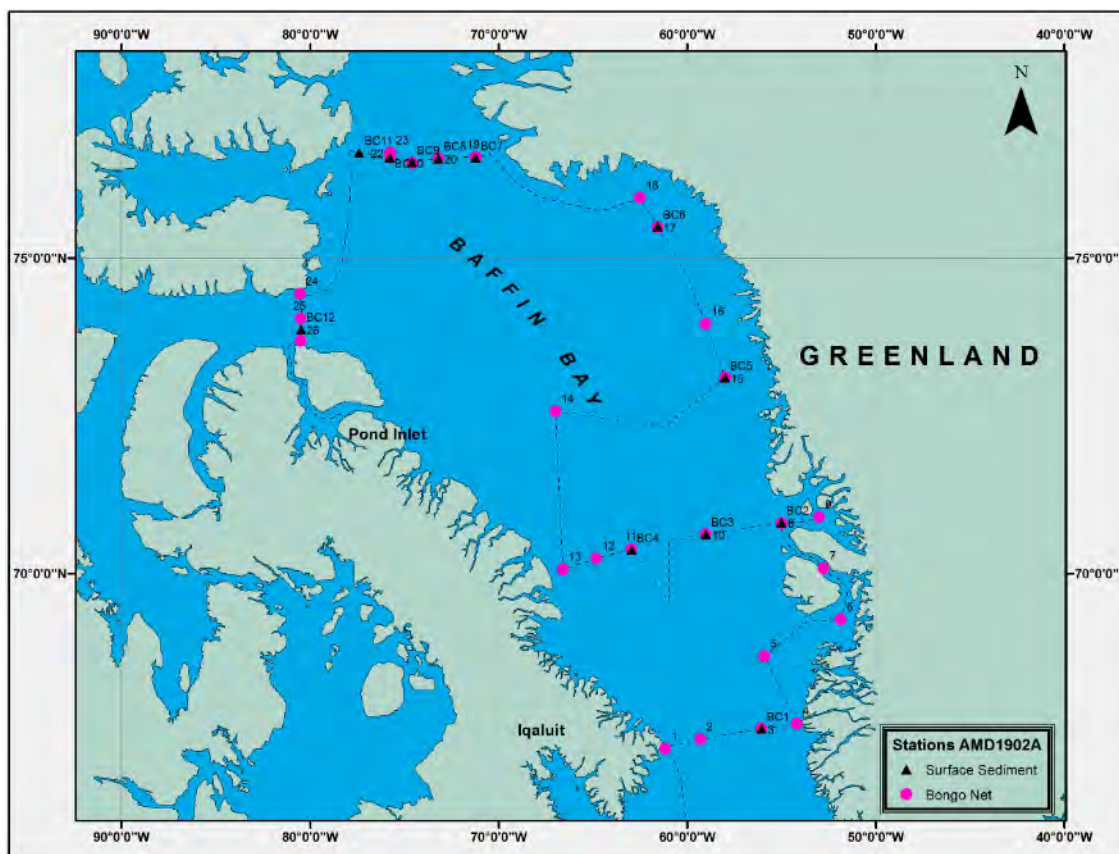 90°0'0"W 80°0'0"W 70°0'0"W 60°0'0"W 50°0'0"W 40°0'0"W
N
BC11 23 BC9 BC8 19 BC7
22 20
18
BC6
17
75°0'0"N 75°0'0"N
BAFFIN BAY
24
25
BC12
26
16
GREENLAND
BC5
15
14
Pond Inlet
BC2
8
BC3
10
11 BC4
12
13
7
70°0'0"N 70°0'0"N
6
5
4
BC1
3
2
1
Iqaluit
Stations AMD1902A
Surface Sediment
Bongo Net
90°0'0"W 80°0'0"W 70°0'0"W 60°0'0"W 50°0'0"W 40°0'0"W